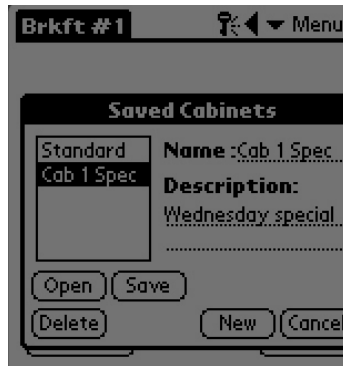 Brkft #1 Menu
Saved Cabinets
Standard
Cab 1 Spec
Name :Cab 1 Spec
Description:
Wednesday special
Open Save
Delete New Cancel